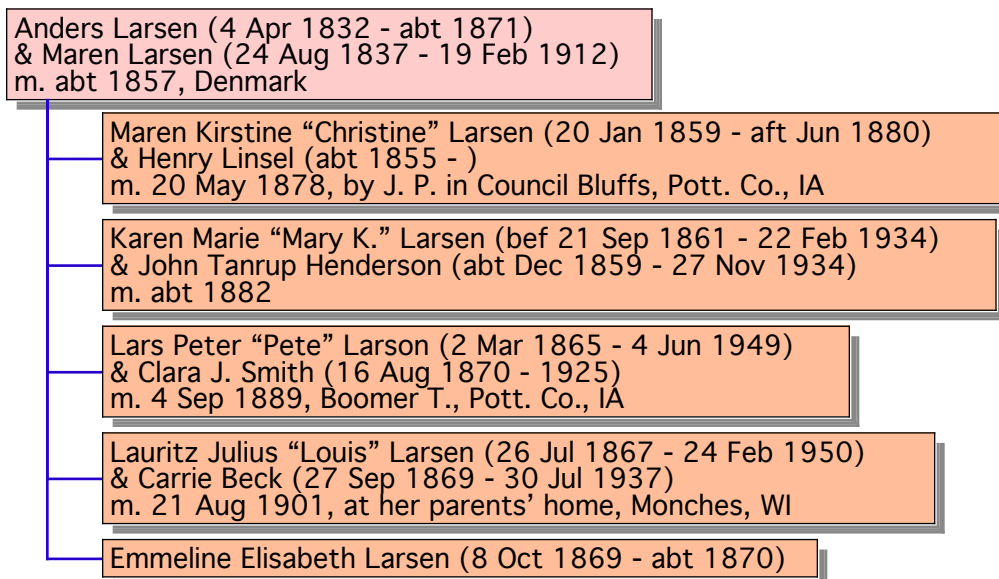 Anders Larsen (4 Apr 1832 - abt 1871)
& Maren Larsen (24 Aug 1837 - 19 Feb 1912)
m. abt 1857, Denmark
Maren Kirstine “Christine” Larsen (20 Jan 1859 - aft Jun 1880)
& Henry Linsel (abt 1855 - )
m. 20 May 1878, by J. P. in Council Bluffs, Pott. Co., IA
Karen Marie “Mary K.” Larsen (bef 21 Sep 1861 - 22 Feb 1934)
& John Tanrup Henderson (abt Dec 1859 - 27 Nov 1934)
m. abt 1882
Lars Peter “Pete” Larson (2 Mar 1865 - 4 Jun 1949)
& Clara J. Smith (16 Aug 1870 - 1925)
m. 4 Sep 1889, Boomer T., Pott. Co., IA
Lauritz Julius “Louis” Larsen (26 Jul 1867 - 24 Feb 1950)
& Carrie Beck (27 Sep 1869 - 30 Jul 1937)
m. 21 Aug 1901, at her parents’ home, Monches, WI
Emmeline Elisabeth Larsen (8 Oct 1869 - abt 1870)